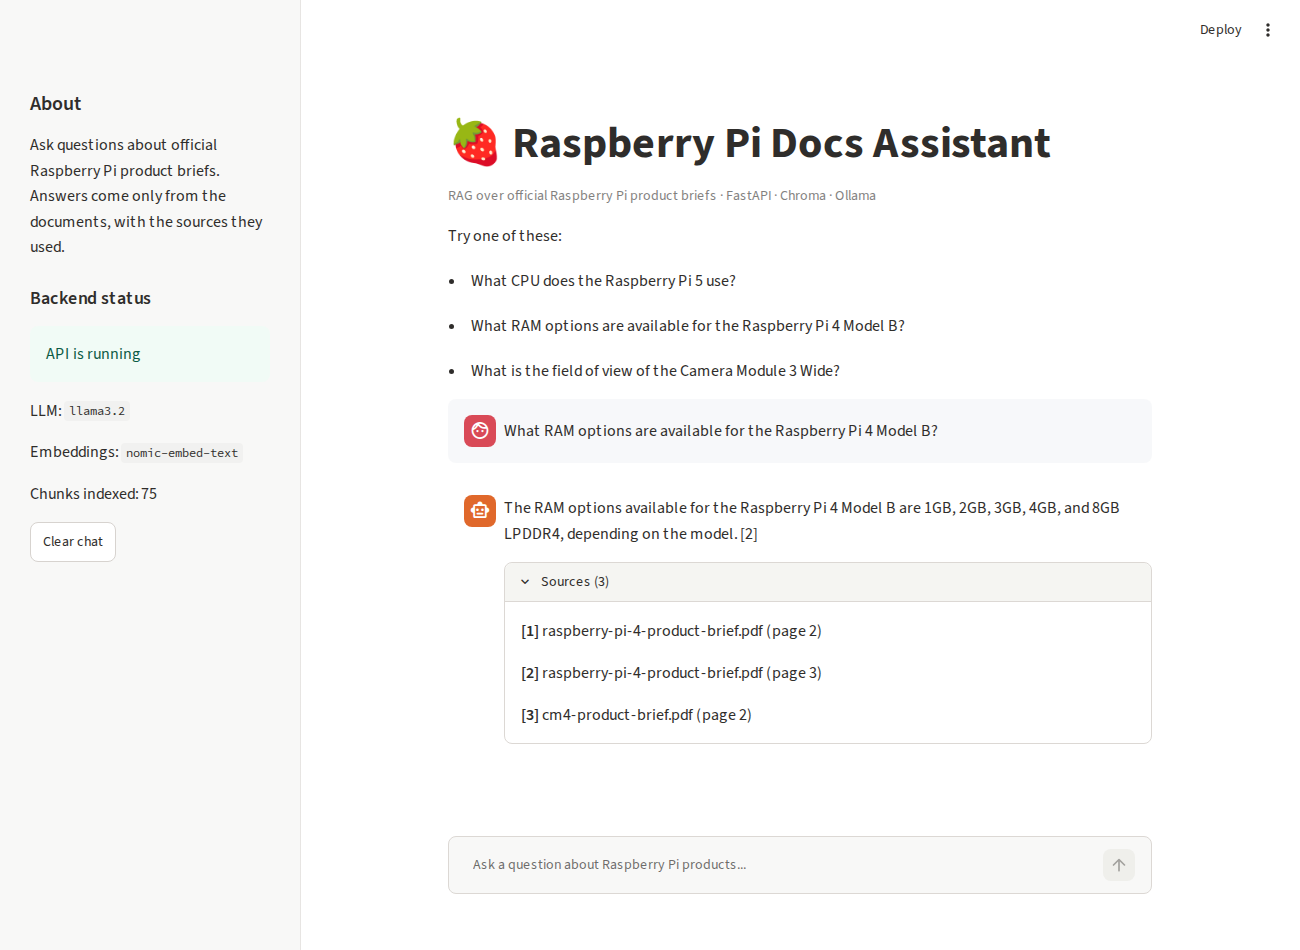 Deploy
About
Ask questions about official
Raspberry Pi product briefs.
Answers come only from the
documents, with the sources they
used.
Backend status
API is running
LLM: llama3.2
Embeddings: nomic-embed-text
Chunks indexed: 75
Clear chat
Raspberry Pi Docs Assistant
RAG over official Raspberry Pi product briefs · FastAPI · Chroma · Ollama
Try one of these:
• What CPU does the Raspberry Pi 5 use?
• What RAM options are available for the Raspberry Pi 4 Model B?
• What is the field of view of the Camera Module 3 Wide?
What RAM options are available for the Raspberry Pi 4 Model B?
The RAM options available for the Raspberry Pi 4 Model B are 1GB, 2GB, 3GB, 4GB, and 8GB
LPDDR4, depending on the model. [2]
Sources (3)
[1] raspberry-pi-4-product-brief.pdf (page 2)
[2] raspberry-pi-4-product-brief.pdf (page 3)
[3] cm4-product-brief.pdf (page 2)
Ask a question about Raspberry Pi products...